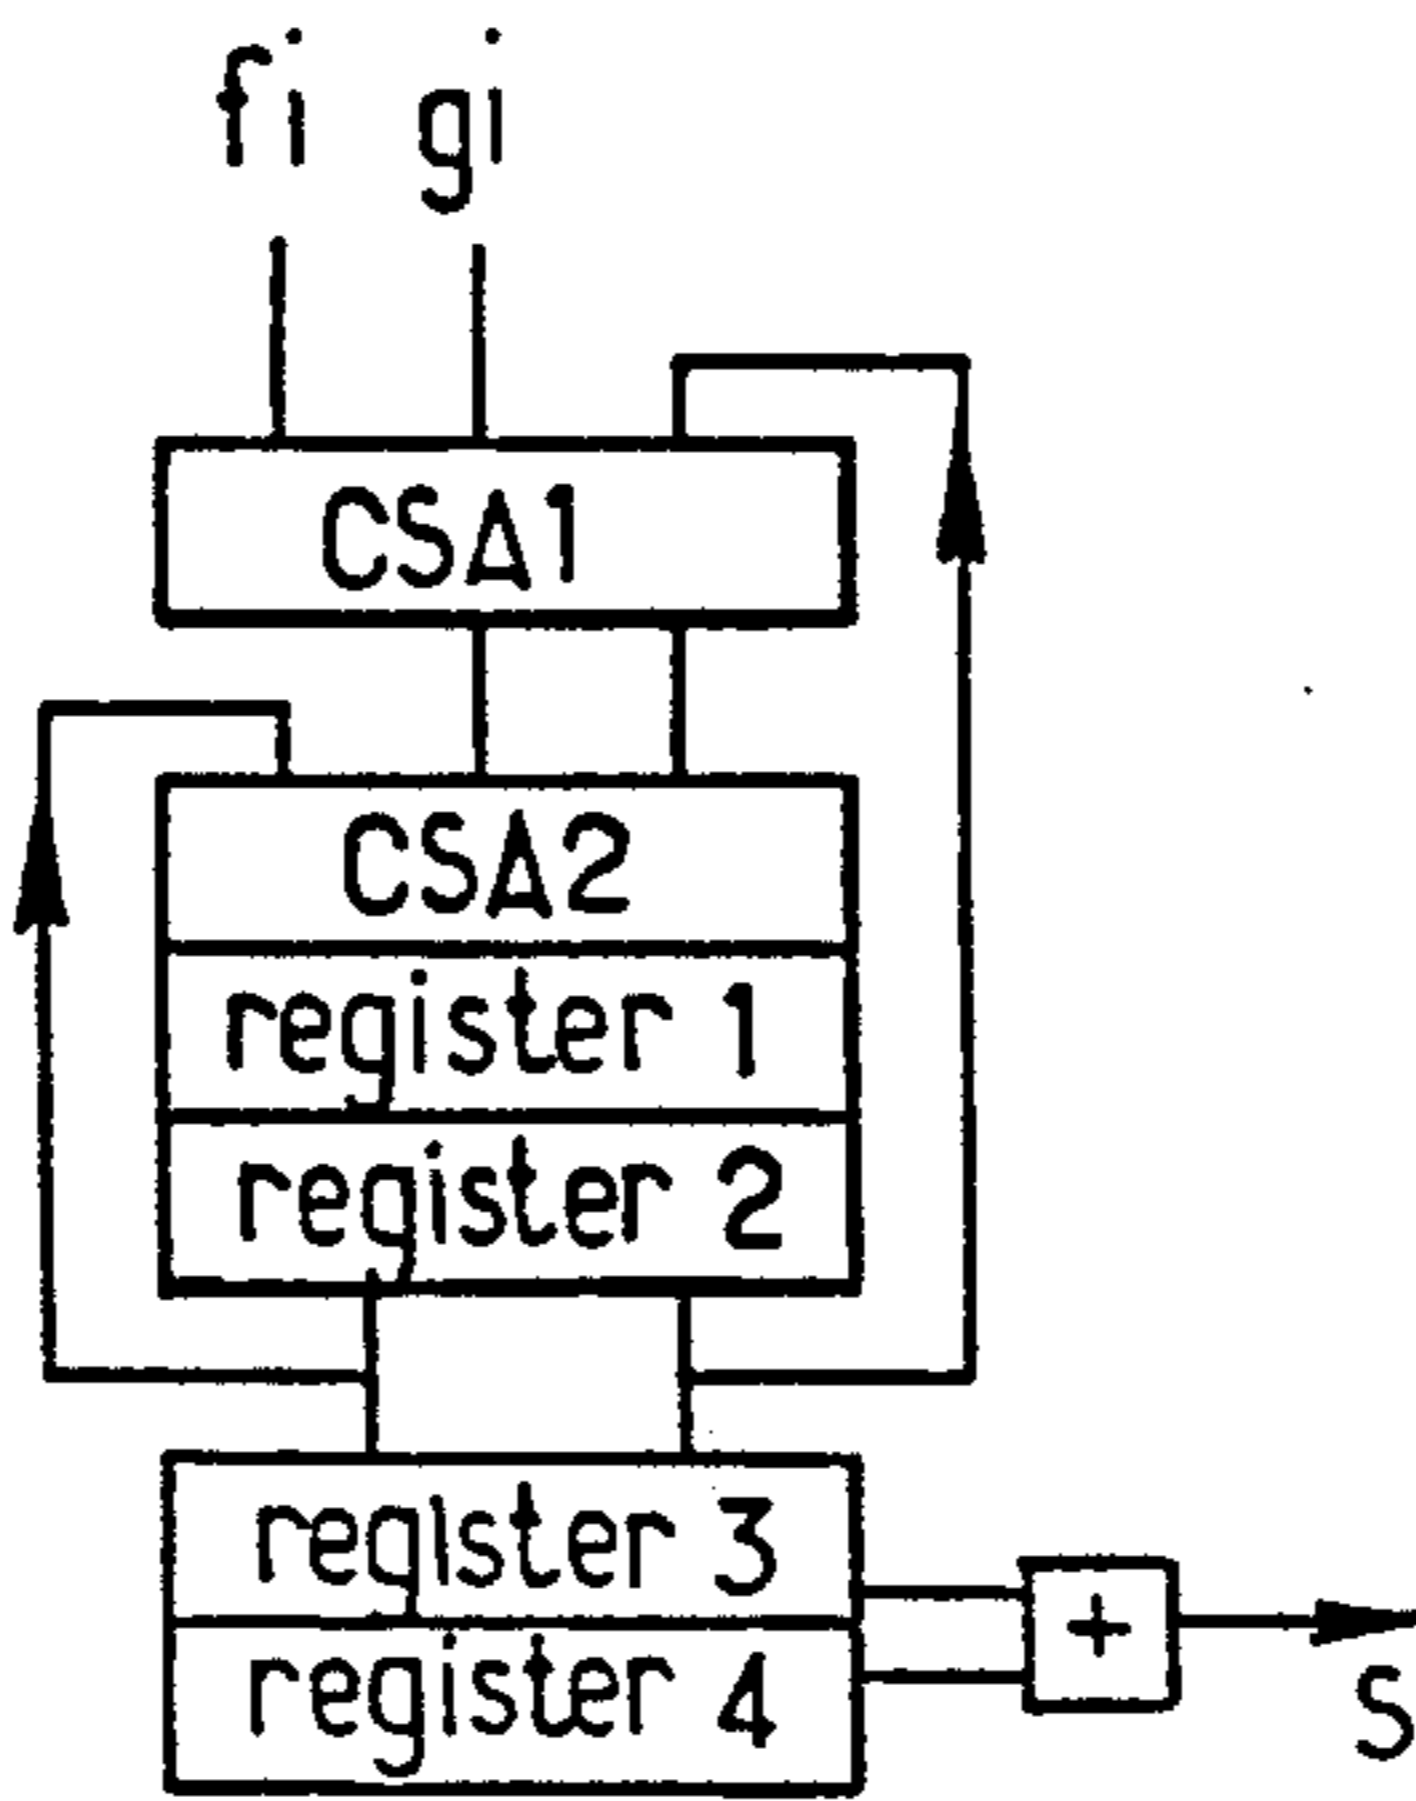 fi gi
CSA1
CSA2
register 1
register 2
register 3
register 4
+
S